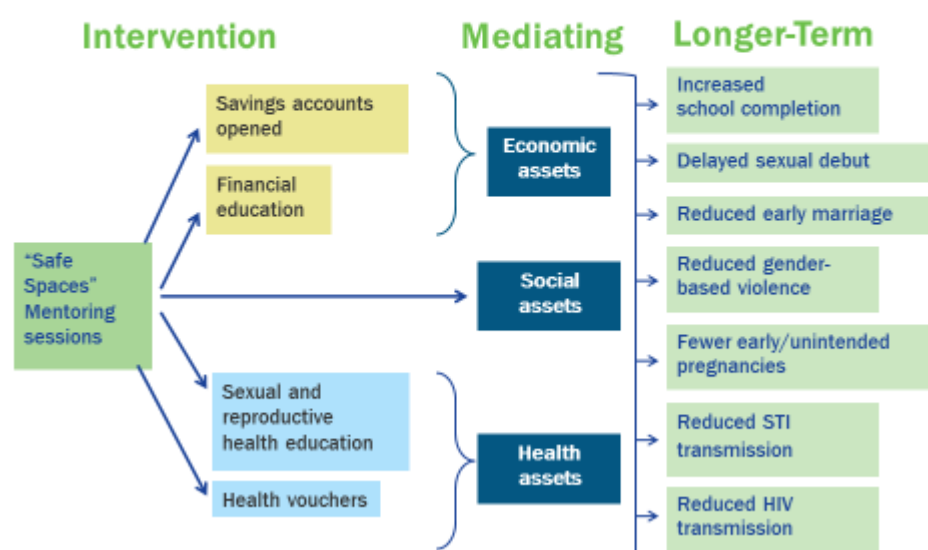 Intervention
Mediating
Longer-Term
"Safe
Spaces"
Mentoring
sessions
Savings accounts
opened
Financial
education
Sexual and
reproductive
health education
Health vouchers
Economic
assets
Social
assets
Health
assets
Increased
school completion
Delayed sexual debut
Reduced early marriage
Reduced gender-
based violence
Fewer early/unintended
pregnancies
Reduced STI
transmission
Reduced HIV
transmission